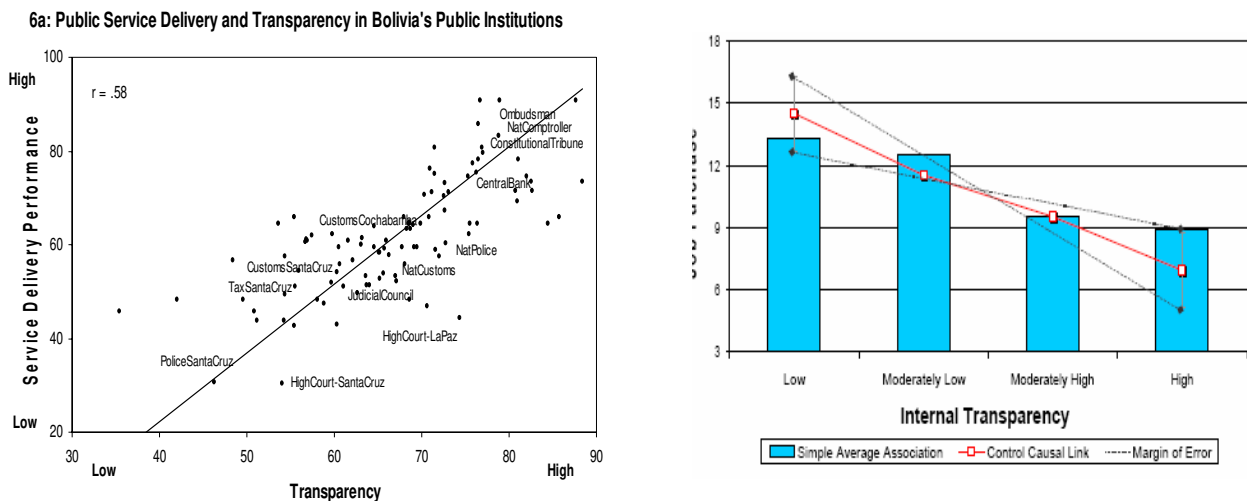 6a: Public Service Delivery and Transparency in Bolivia's Public Institutions
100
High
80
60
40
Low
20
r = .58
Service Delivery Performance
Ombudsman
NatComptroller
ConstitutionalTribune
CentralBank
CustomsCochabamba
NatPolice
CustomsSantaCruz
NatCustoms
TaxSantaCruz
JudicialCouncil
HighCourt-LaPaz
PoliceSantaCruz
HighCourt-SantaCruz
30 40 50 60 70 80 90
Low High
Transparency
18
15
12
9
6
3
Low Moderately Low Moderately High High
Internal Transparency
Simple Average Association Control Causal Link Margin of Error